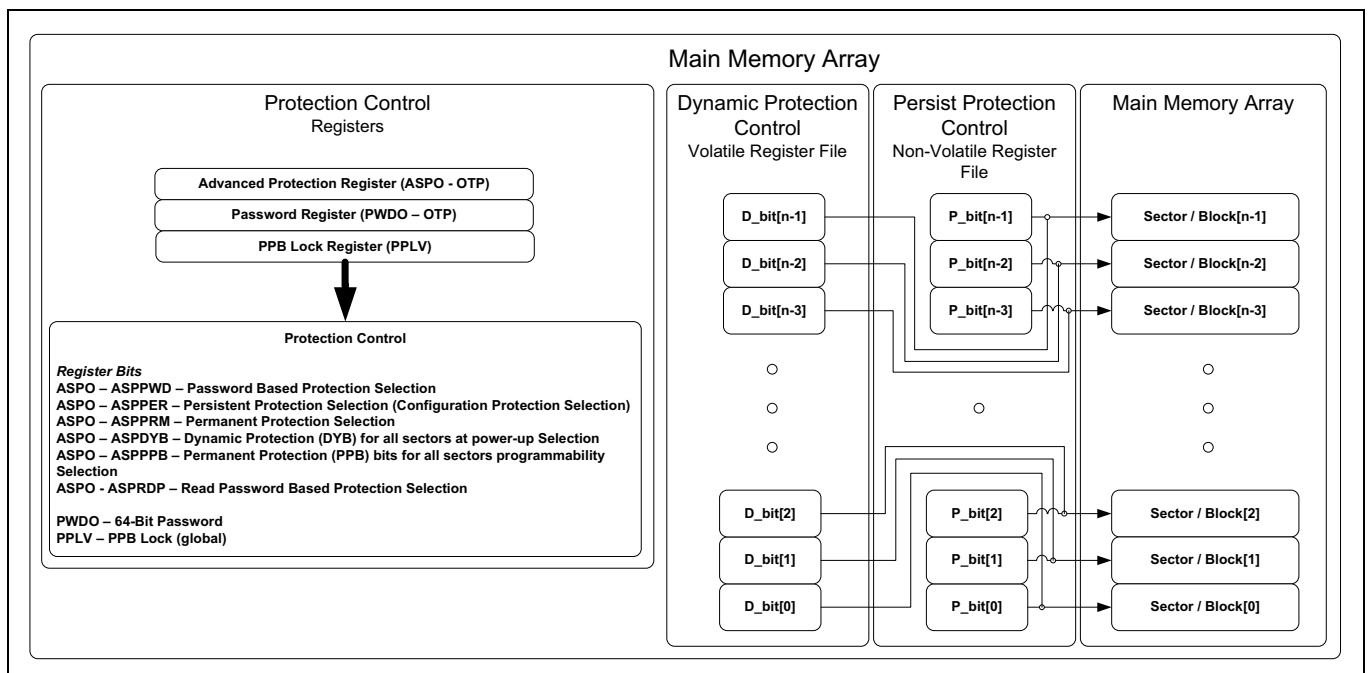 Main Memory Array
Protection Control
Registers
Advanced Protection Register (ASPO - OTP)
Password Register (PWDO – OTP)
PPB Lock Register (PPLV)
Protection Control
Register Bits
ASPO – ASPPWD – Password Based Protection Selection
ASPO – ASPPER – Persistent Protection Selection (Configuration Protection Selection)
ASPO – ASPPRM – Permanent Protection Selection
ASPO – ASPDYB – Dynamic Protection (DYB) for all sectors at power-up Selection
ASPO – ASPPPB – Permanent Protection (PPB) bits for all sectors programmability
Selection
ASPO - ASPRDP – Read Password Based Protection Selection
PWDO – 64-Bit Password
PPLV – PPB Lock (global)
Dynamic Protection
Control
Volatile Register File
D_bit[n-1]
D_bit[n-2]
D_bit[n-3]
D_bit[2]
D_bit[1]
D_bit[0]
Persist Protection
Control
Non-Volatile Register
File
P_bit[n-1]
P_bit[n-2]
P_bit[n-3]
P_bit[2]
P_bit[1]
P_bit[0]
Main Memory Array
Sector / Block[n-1]
Sector / Block[n-2]
Sector / Block[n-3]
Sector / Block[2]
Sector / Block[1]
Sector / Block[0]